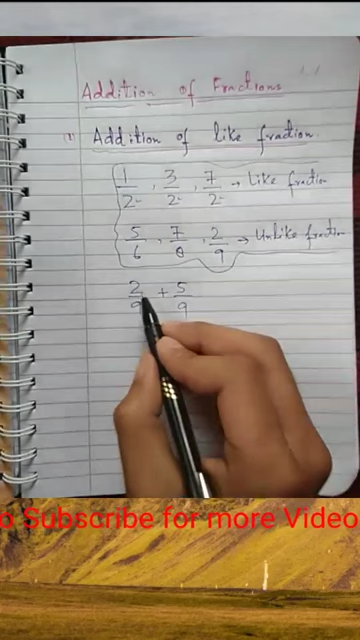 Addition of Fractions
(1) Addition of like fraction.
1/2, 3/2, 7/2 → Like fraction
5/6, 7/8, 2/9 → Unlike fraction
2/9 + 5/9
o Subscribe for more Video